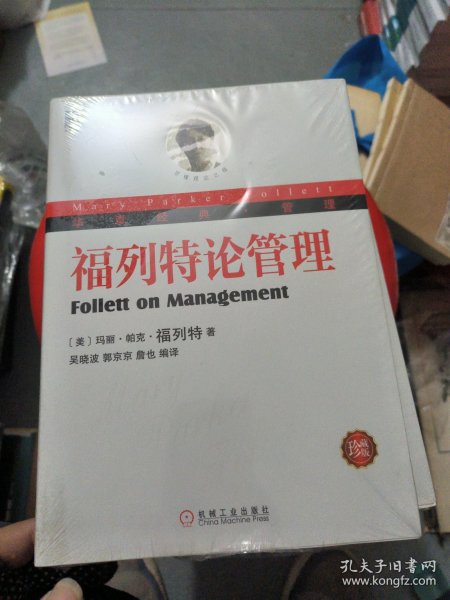 Mary Parker Follett
华章经典·管理
福列特论管理
Follett on Management
［美］玛丽·帕克·福列特 著
吴晓波 郭京京 詹也 编译
珍藏版
机械工业出版社
China Machine Press
孔夫子旧书网
www.kongfz.com